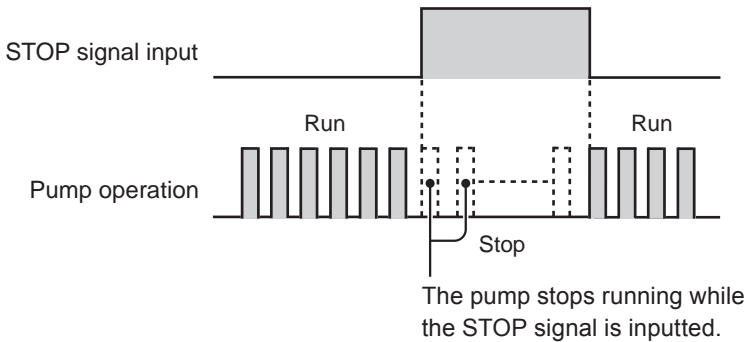 STOP signal input
Run
Run
Pump operation
Stop
The pump stops running while
the STOP signal is inputted.